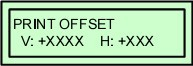 PRINT OFFSET
V: +XXXX H: +XXX